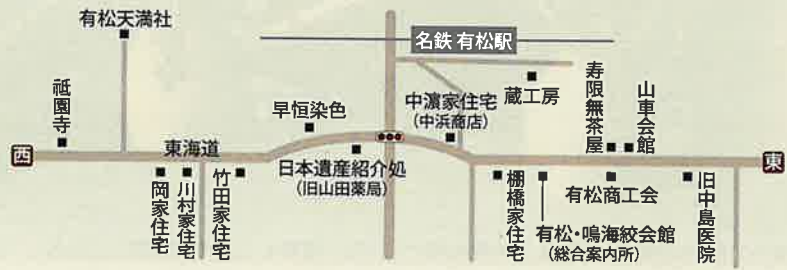 有松天満社
名鉄 有松駅
祗園寺
早恒染色
中濵家住宅
(中浜商店)
蔵工房
寿限無茶屋
山車会館
西
東海道
東
日本遺産紹介処
(旧山田薬局)
岡家住宅
川村家住宅
竹田家住宅
棚橋家住宅
有松・鳴海絞会館
(総合案内所)
有松商工会
旧中島医院